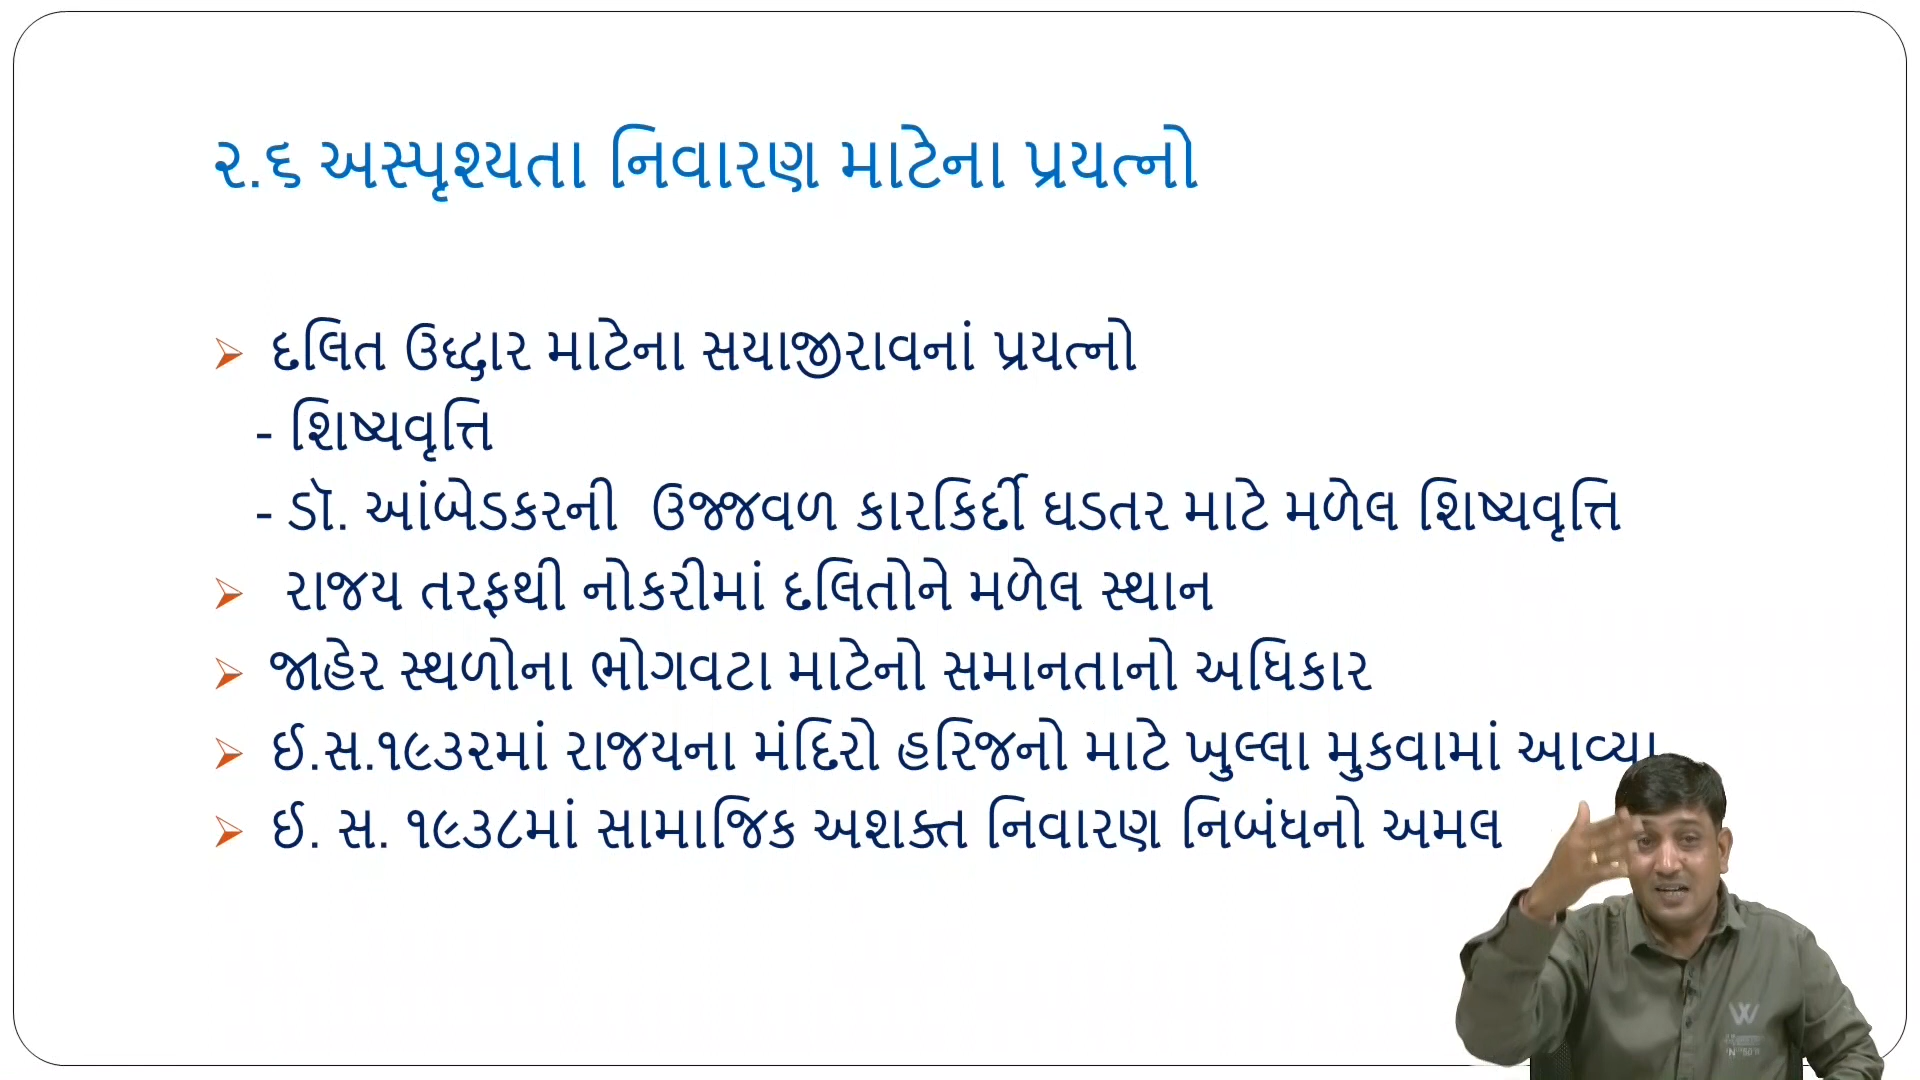 ૨.૬ અસ્પૃશ્યતા નિવારણ માટેના પ્રયત્નો
➢ દલિત ઉદ્ધાર માટેના સયાજીરાવનાં પ્રયત્નો
- શિષ્યવૃત્તિ
- ડૉ. આંબેડકરની ઉજ્જવળ કારકિર્દી ઘડતર માટે મળેલ શિષ્યવૃત્તિ
➢ રાજય તરફથી નોકરીમાં દલિતોને મળેલ સ્થાન
➢ જાહેર સ્થળોના ભોગવટા માટેનો સમાનતાનો અધિકાર
➢ ઈ.સ.૧૯૩૨માં રાજયના મંદિરો હરિજનો માટે ખુલ્લા મુકવામાં આવ્યા
➢ ઈ. સ. ૧૯૩૮માં સામાજિક અશક્ત નિવારણ નિબંધનો અમલ